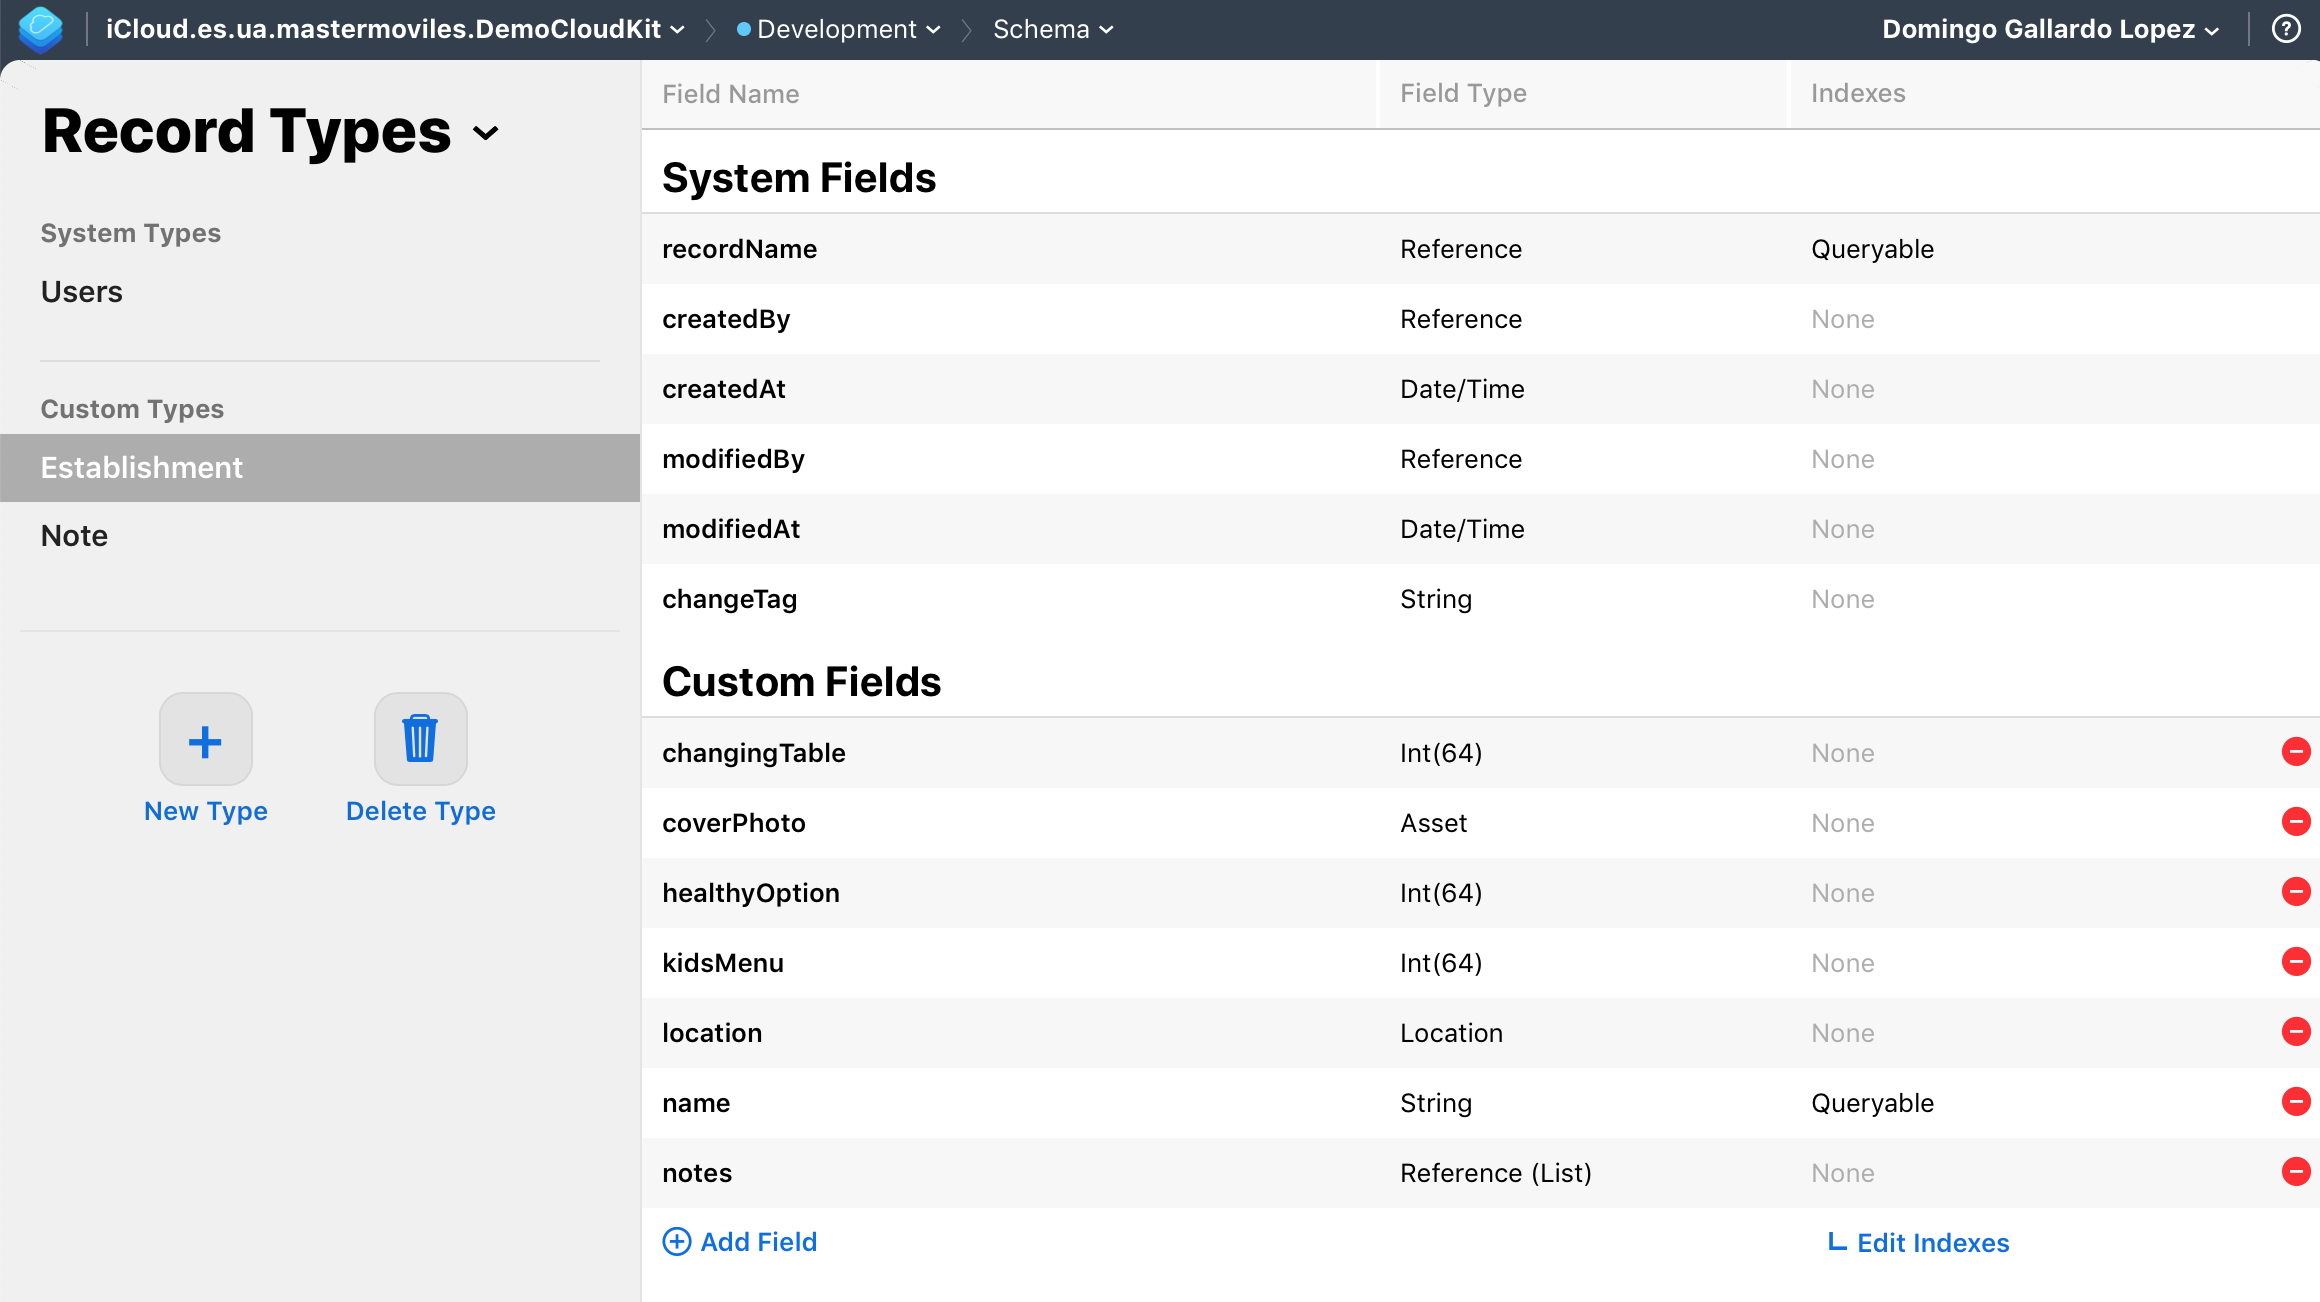 iCloud.es.ua.mastermoviles.DemoCloudKit Development Schema Domingo Gallardo Lopez ?
Record Types
System Types
Users
Custom Types
Establishment
Note
New Type Delete Type
Field Name Field Type Indexes
System Fields
recordName Reference Queryable
createdBy Reference None
createdAt Date/Time None
modifiedBy Reference None
modifiedAt Date/Time None
changeTag String None
Custom Fields
changingTable Int(64) None
coverPhoto Asset None
healthyOption Int(64) None
kidsMenu Int(64) None
location Location None
name String Queryable
notes Reference (List) None
Add Field Edit Indexes